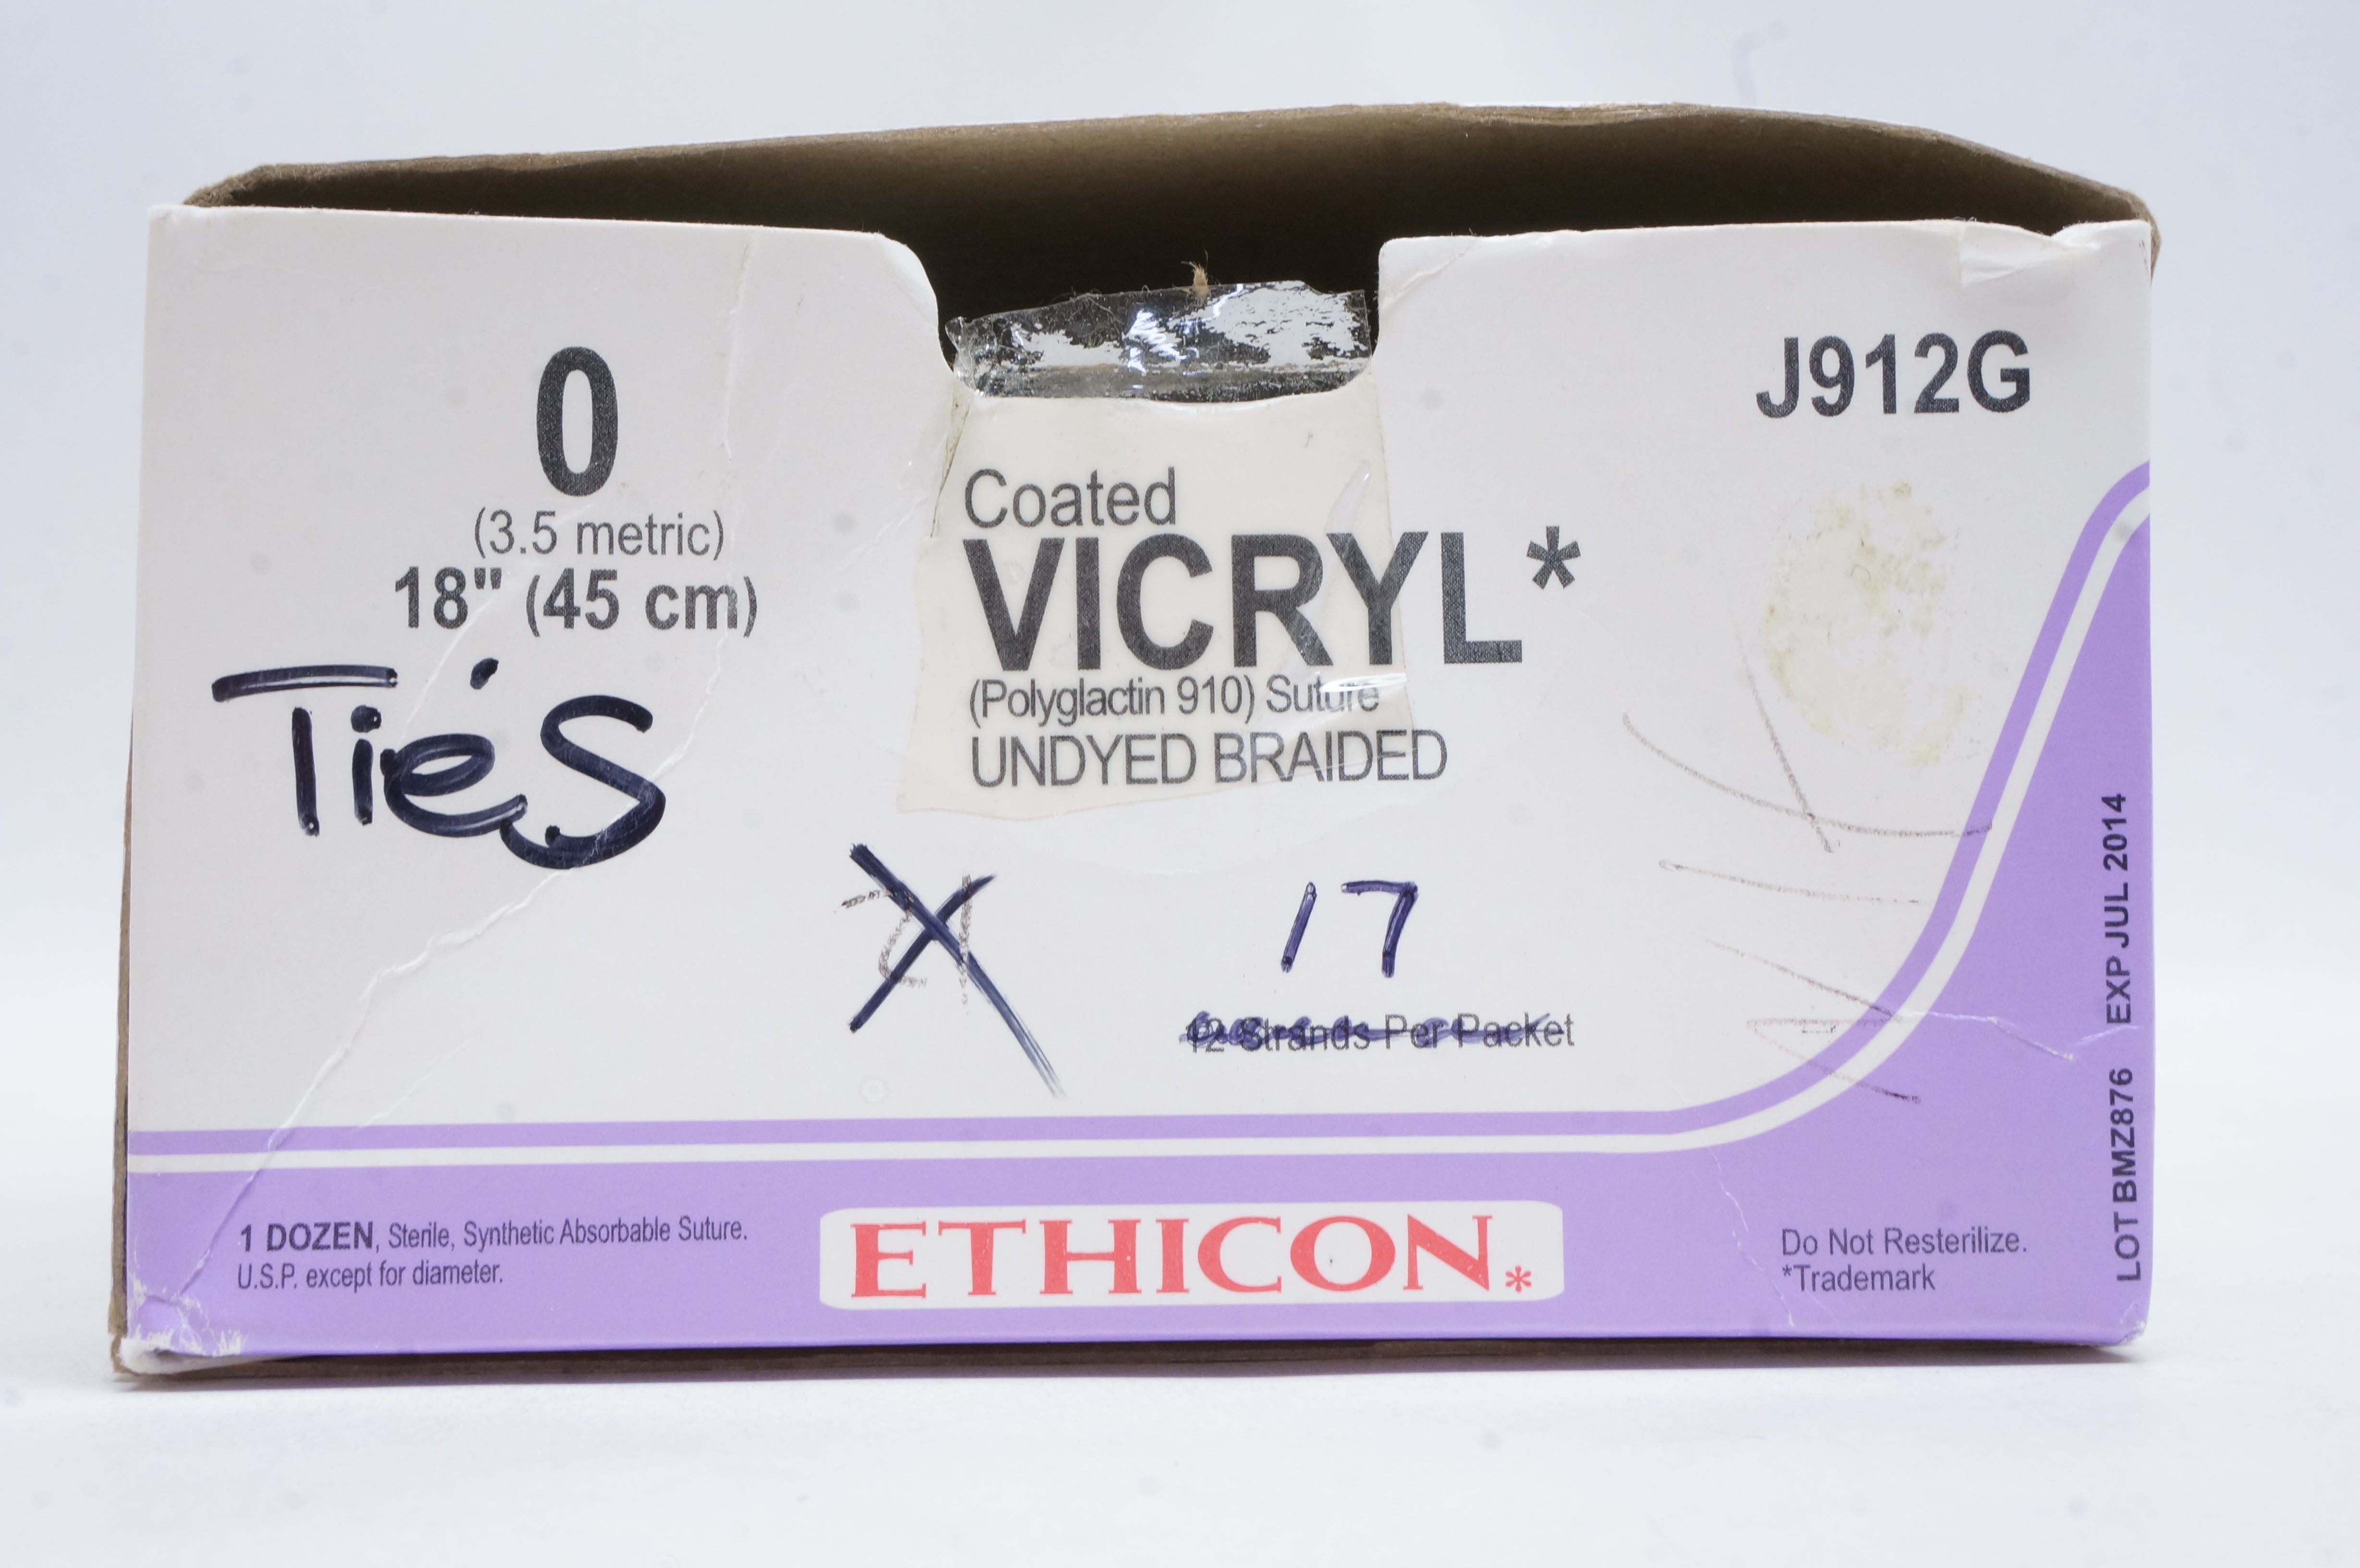 0
(3.5 metric)
18" (45 cm)
Tie's
J912G
Coated
VICRYL*
(Polyglactin 910) Suture
UNDYED BRAIDED
17
12 Strands Per Packet
1 DOZEN, Sterile, Synthetic Absorbable Suture.
U.S.P. except for diameter.
ETHICON*
Do Not Resterilize.
*Trademark
LOT BMZ876 EXP JUL 2014